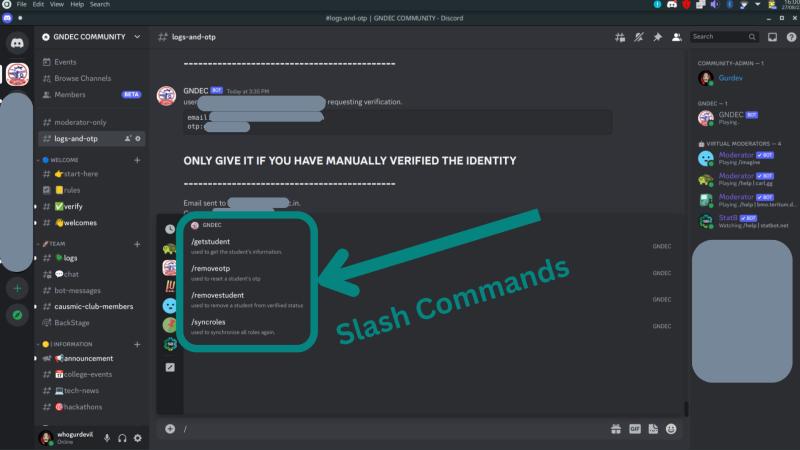 Edit View Help Search
16:00
27/08/2
#logs-and-otp | GNDEC COMMUNITY - Discord
GNDEC COMMUNITY
Events
Browse Channels
Members BETA
moderator-only
logs-and-otp
WELCOME
👉start-here
📒rules
✅verify
👋welcomes
🚀TEAM
logs
💬chat
bot-messages
causmic-club-members
BackStage
INFORMATION
📢announcement
📅college-events
💻tech-news
🎯hackathons
whogurdevil
Online
logs-and-otp
--------------------------------------------
GNDEC BOT Today at 3:35 PM
user requesting verification.
email
otp:
ONLY GIVE IT IF YOU HAVE MANUALLY VERIFIED THE IDENTITY
--------------------------------------------
Email sent to t.in.
GNDEC
/getstudent
used to get the student's information.
GNDEC
/removeotp
used to reset a student's otp
GNDEC
/removestudent
used to remove a student from verified status
GNDEC
/syncroles
used to synchronise all roles again.
GNDEC
Slash Commands
/
GIF
Search
COMMUNITY-ADMIN — 1
Gurdev
GNDEC — 1
GNDEC BOT
Playing .
VIRTUAL MODERATORS — 4
Moderator BOT
Playing /imagine
Moderator BOT
Playing /help | carl.gg
Moderator BOT
Playing ./help | bmo.teritum.d...
StatB BOT
Watching /help | statbot.net